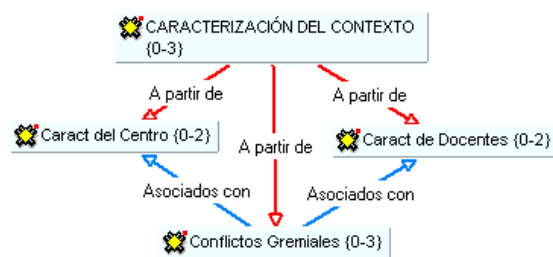 CARACTERIZACIÓN DEL CONTEXTO
{0-3}
A partir de
A partir de
Caract del Centro {0-2}
A partir de
Caract de Docentes {0-2}
Asociados con
Asociados con
Conflictos Gremiales {0-3}